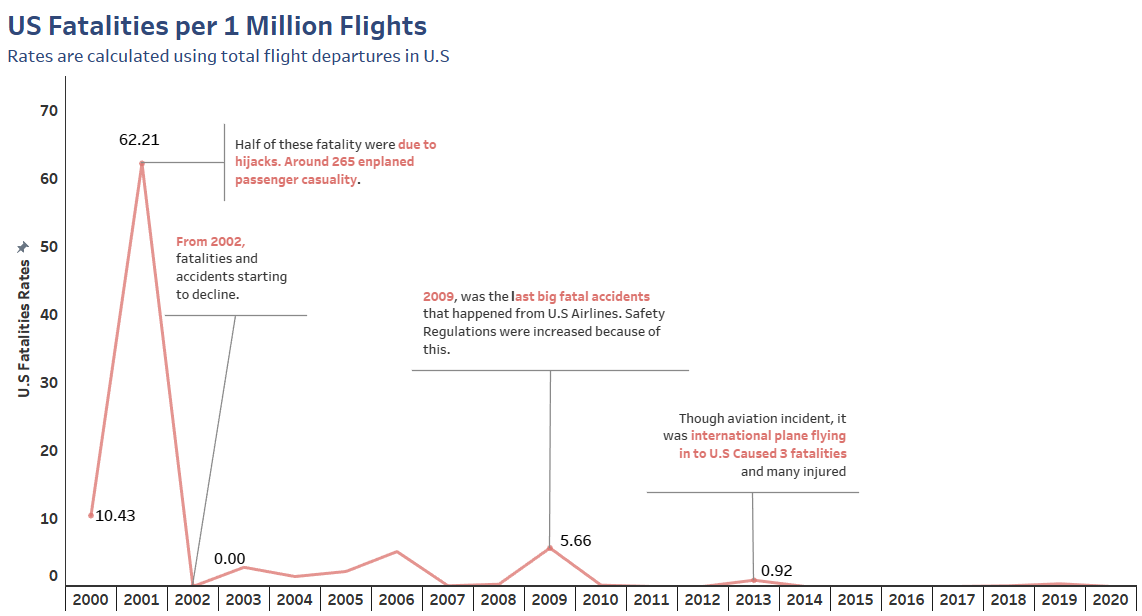 US Fatalities per 1 Million Flights
Rates are calculated using total flight departures in U.S
70
60
50
40
30
20
10
0
U.S Fatalities Rates
62.21
Half of these fatality were due to
hijacks. Around 265 enplaned
passenger casuality.
From 2002,
fatalities and
accidents starting
to decline.
2009, was the last big fatal accidents
that happened from U.S Airlines. Safety
Regulations were increased because of
this.
Though aviation incident, it
was international plane flying
in to U.S Caused 3 fatalities
and many injured
10.43
0.00
5.66
0.92
2000 2001 2002 2003 2004 2005 2006 2007 2008 2009 2010 2011 2012 2013 2014 2015 2016 2017 2018 2019 2020